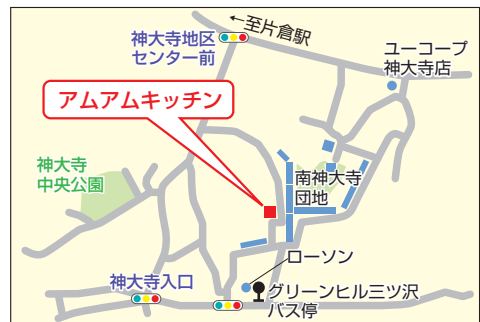 ←至片倉駅
神大寺地区
センター前
ユーコープ
神大寺店
アムアムキッチン
神大寺
中央公園
南神大寺
団地
ローソン
神大寺入口
グリーンヒル三ツ沢
バス停